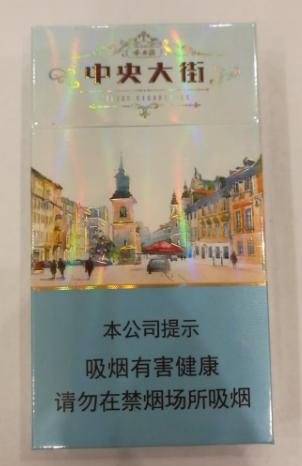 中央大街
本公司提示
吸烟有害健康
请勿在禁烟场所吸烟